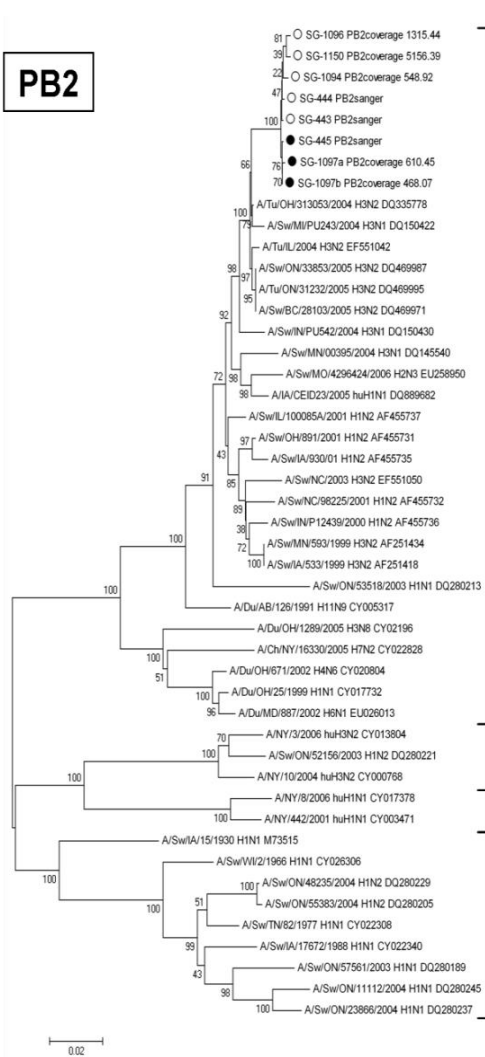 PB2
81
SG-1096 PB2coverage 1315.44
39
SG-1150 PB2coverage 5156.39
22
SG-1094 PB2coverage 548.92
47
SG-444 PB2sanger
100
SG-443 PB2sanger
SG-445 PB2sanger
76
SG-1097a PB2coverage 610.45
70
SG-1097b PB2coverage 468.07
66
A/Tu/OH/313053/2004 H3N2 DQ335778
100
79
A/Sw/MI/PU243/2004 H3N1 DQ150422
A/Tu/IL/2004 H3N2 EF551042
98
97
A/Sw/ON/33853/2005 H3N2 DQ469987
A/Tu/ON/31232/2005 H3N2 DQ469995
95
A/Sw/BC/28103/2005 H3N2 DQ469971
92
A/Sw/IN/PU542/2004 H3N1 DQ150430
A/Sw/MN/00395/2004 H3N1 DQ145540
72
98
A/Sw/MO/4296424/2006 H2N3 EU258950
98
A/IA/CEID23/2005 huH1N1 DQ889682
A/Sw/IL/100085A/2001 H1N2 AF455737
43
97
A/Sw/OH/891/2001 H1N2 AF455731
A/Sw/IA/930/01 H1N2 AF455735
91
85
A/Sw/NC/2003 H3N2 EF551050
89
A/Sw/NC/98225/2001 H1N2 AF455732
38
A/Sw/IN/P12439/2000 H1N2 AF455736
72
A/Sw/MN/593/1999 H3N2 AF251434
100
A/Sw/IA/533/1999 H3N2 AF251418
100
A/Sw/ON/53518/2003 H1N1 DQ280213
A/Du/AB/126/1991 H11N9 CY005317
100
A/Du/OH/1289/2005 H3N8 CY02196
100
A/Ch/NY/16330/2005 H7N2 CY022828
51
A/Du/OH/671/2002 H4N6 CY020804
100
A/Du/OH/25/1999 H1N1 CY017732
96
A/Du/MD/887/2002 H6N1 EU026013
70
A/NY/3/2006 huH3N2 CY013804
100
A/Sw/ON/52156/2003 H1N2 DQ280221
100
A/NY/10/2004 huH3N2 CY000768
A/NY/8/2006 huH1N1 CY017378
100
A/NY/442/2001 huH1N1 CY003471
A/Sw/IA/15/1930 H1N1 M73515
100
A/Sw/WI/2/1966 H1N1 CY026306
100
A/Sw/ON/48235/2004 H1N2 DQ280229
51
A/Sw/ON/55383/2004 H1N2 DQ280205
100
A/Sw/TN/82/1977 H1N1 CY022308
99
A/Sw/IA/17672/1988 H1N1 CY022340
43
A/Sw/ON/57561/2003 H1N1 DQ280189
98
A/Sw/ON/11112/2004 H1N1 DQ280245
100
A/Sw/ON/23866/2004 H1N1 DQ280237
0.02